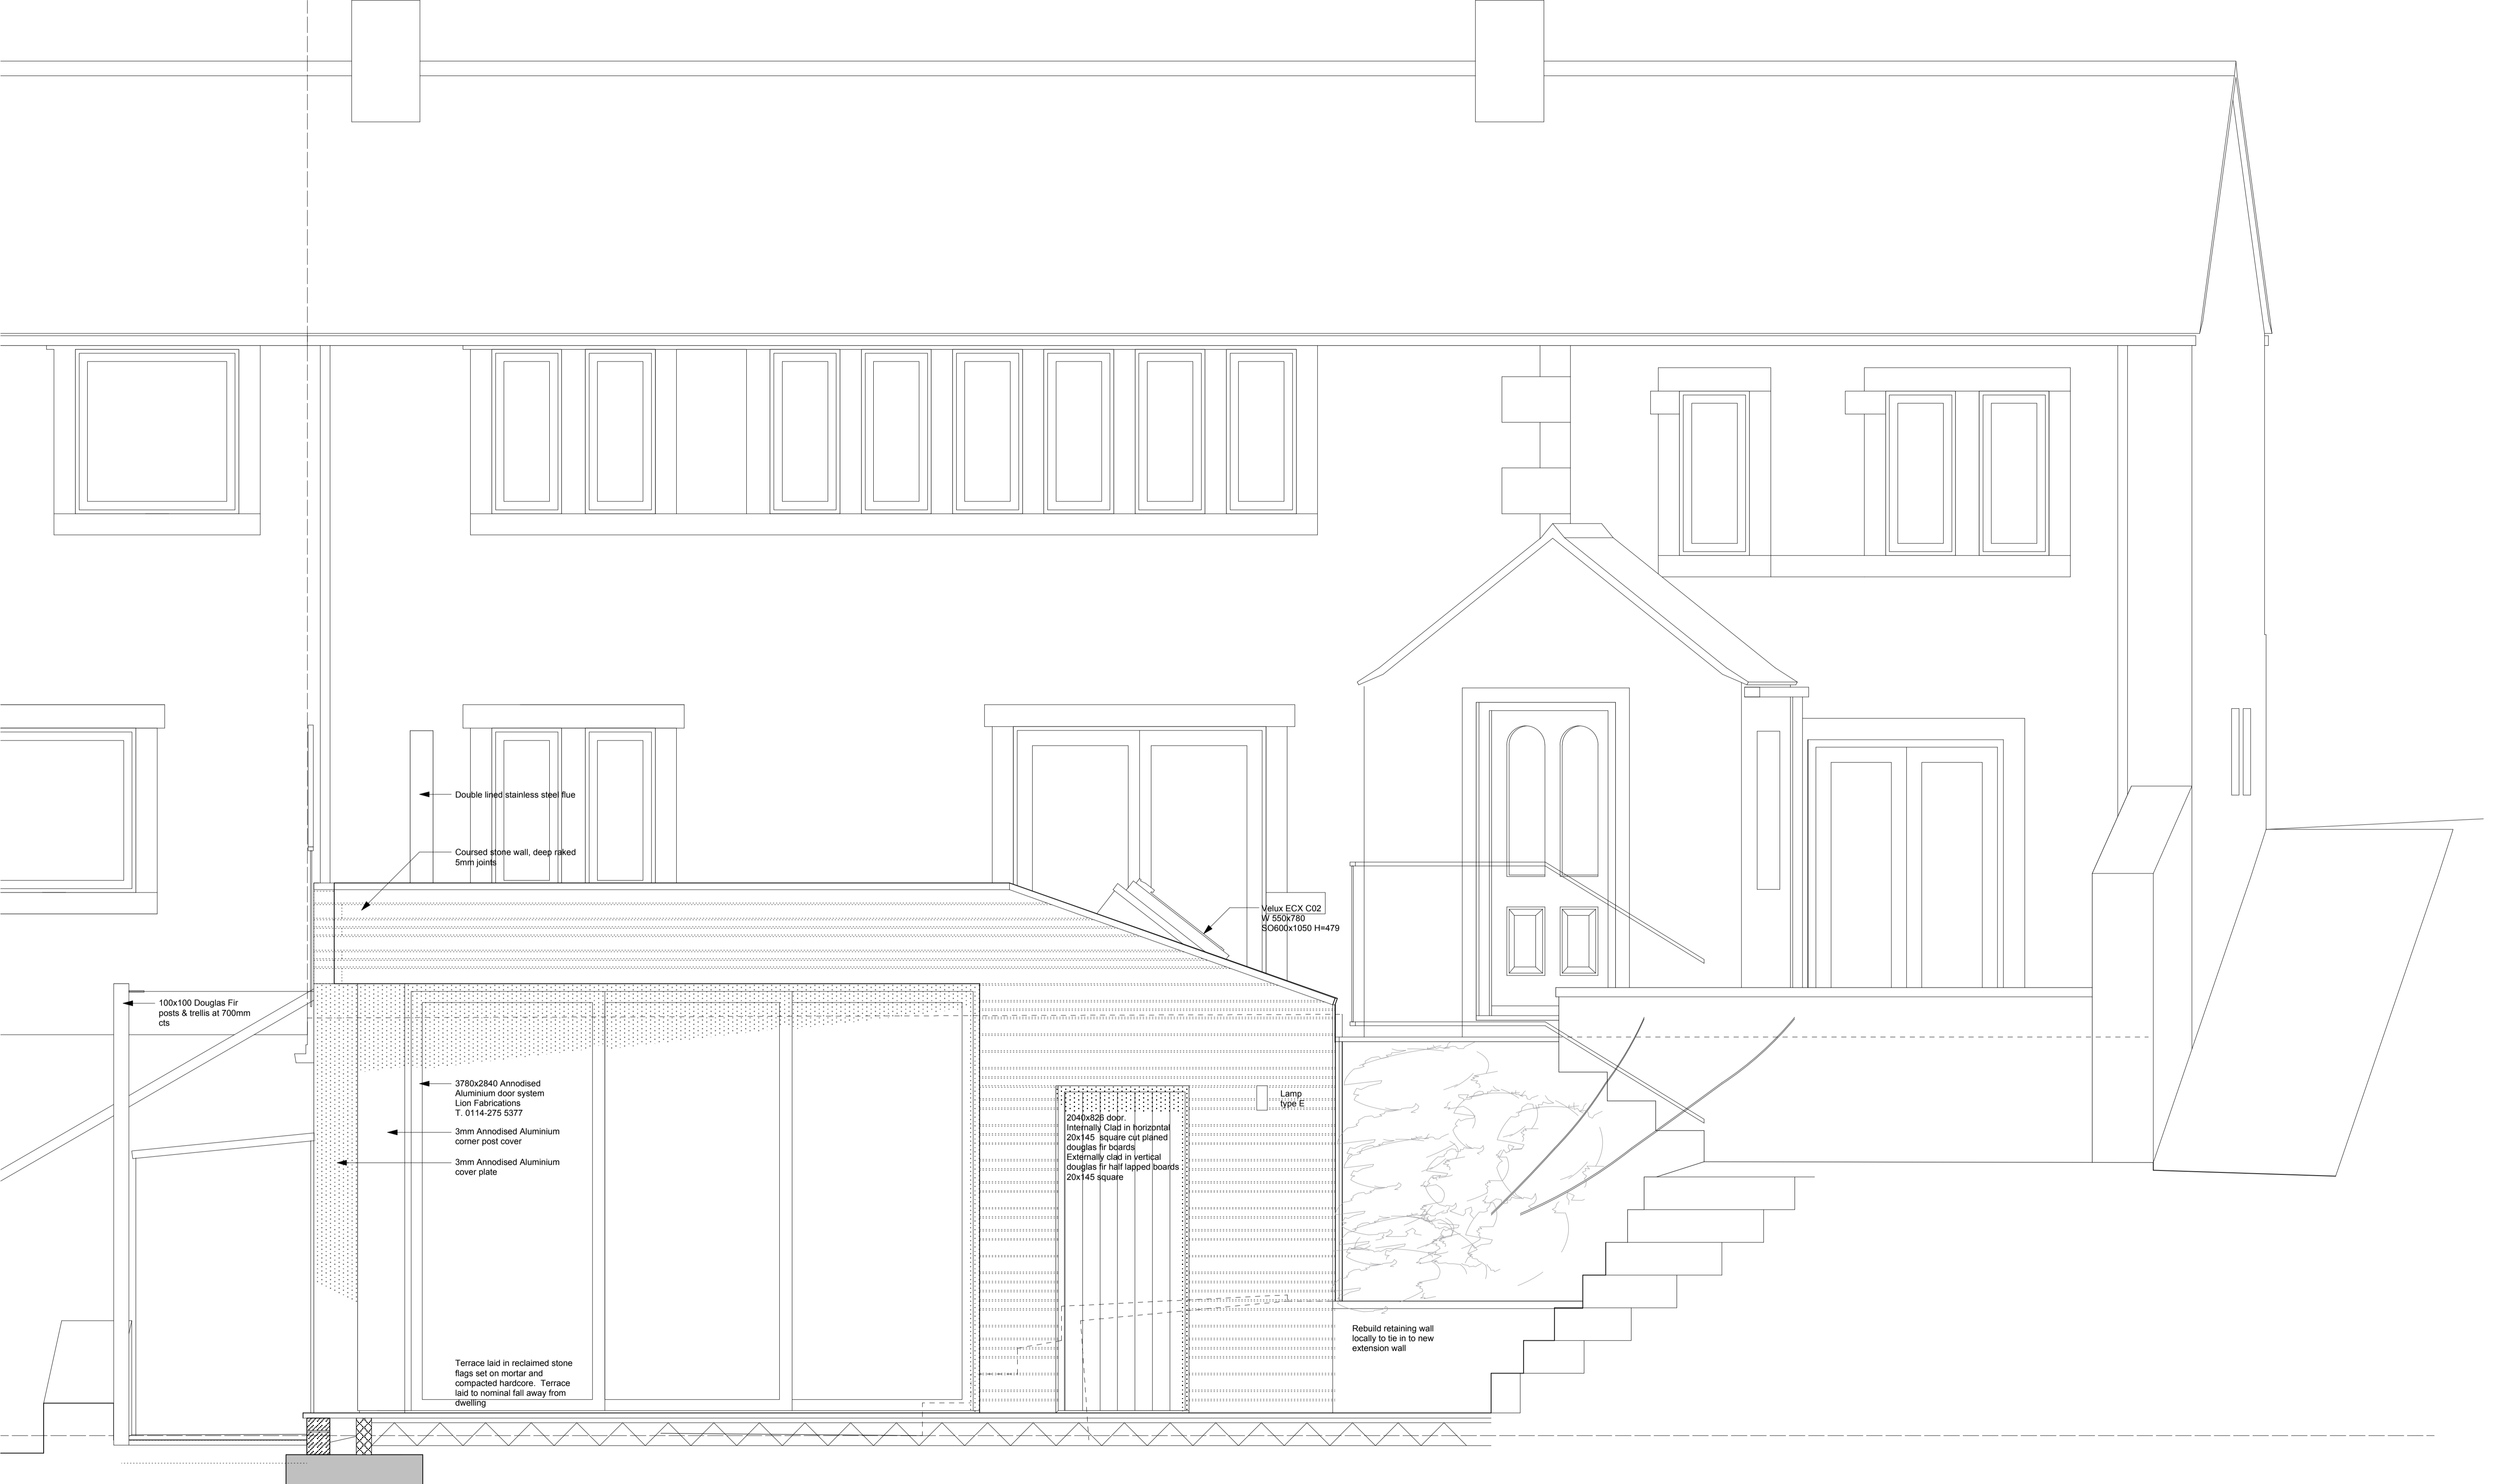 Double lined stainless steel flue
Coursed stone wall, deep raked
5mm joints
Velux ECX C02
W 550x780
SO600x1050 H=479
100x100 Douglas Fir
posts & trellis at 700mm
cts
3780x2840 Annodised
Aluminium door system
Lion Fabrications
T. 0114-275 5377
3mm Annodised Aluminium
corner post cover
3mm Annodised Aluminium
cover plate
Lamp
type E
2040x826 door.
Internally Clad in horizontal
20x145 square cut planed
douglas fir boards
Externally clad in vertical
douglas fir half lapped boards
20x145 square
Rebuild retaining wall
locally to tie in to new
extension wall
Terrace laid in reclaimed stone
flags set on mortar and
compacted hardcore. Terrace
laid to nominal fall away from
dwelling